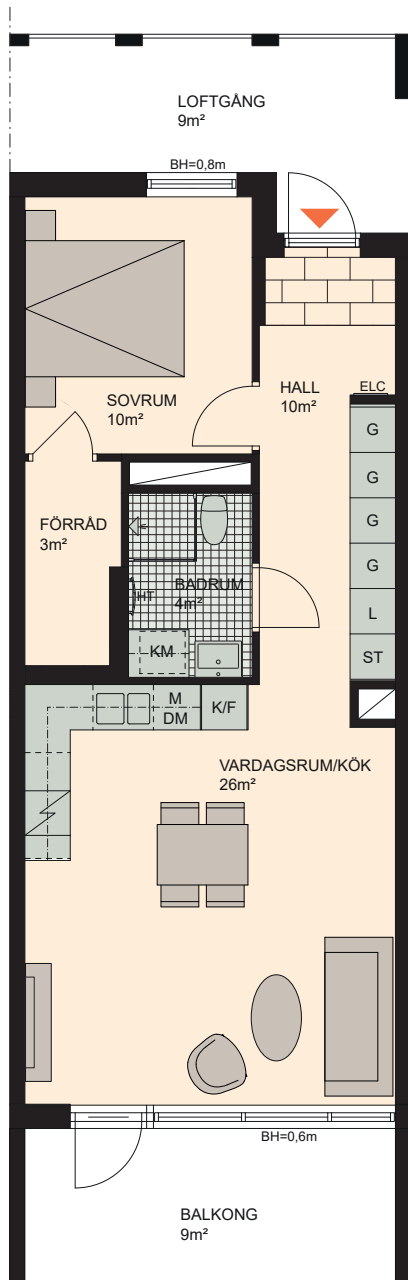 LOFTGÅNG
9m²
BH=0,8m
SOVRUM
10m²
HALL
10m²
ELC
G
G
G
G
L
ST
FÖRRÅD
3m²
BADRUM
4m²
HT
KM
M
DM
K/F
VARDAGSRUM/KÖK
26m²
BH=0,6m
BALKONG
9m²